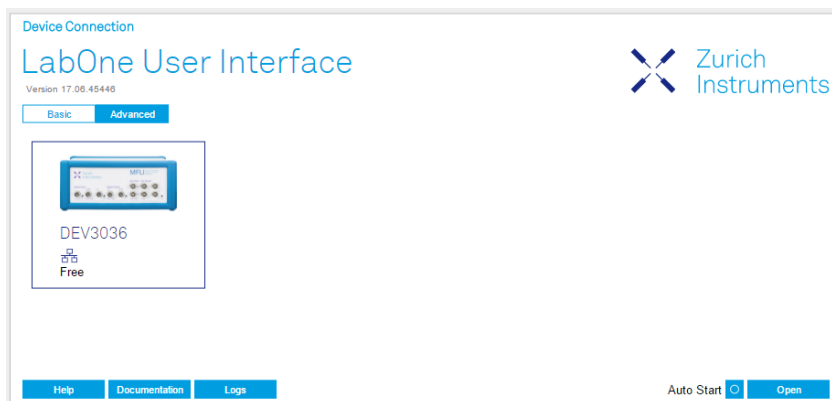 Device Connection
LabOne User Interface
Version 17.06.45446
Zurich
Instruments
Basic
Advanced
MFLI
DEV3036
Free
Help
Documentation
Logs
Auto Start
Open